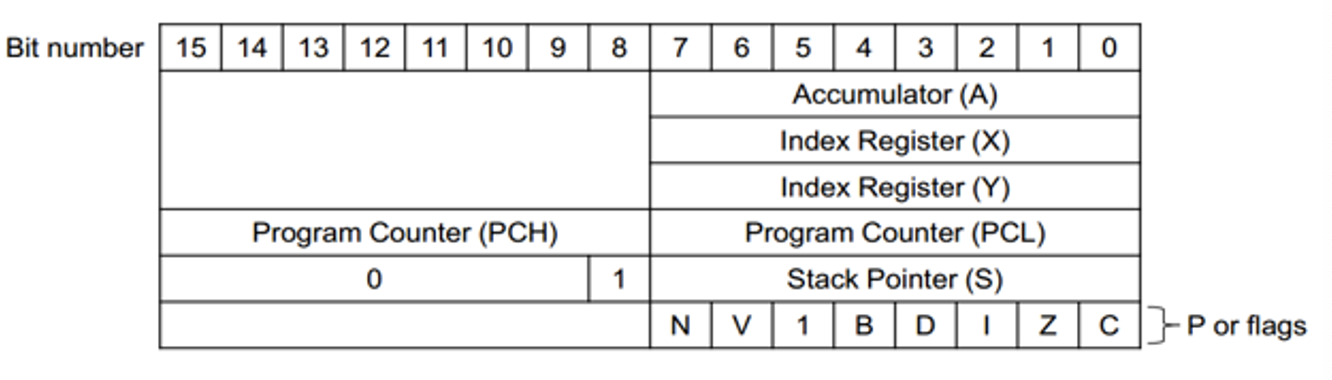 Bit number 15 14 13 12 11 10 9 8 7 6 5 4 3 2 1 0
Accumulator (A)
Index Register (X)
Index Register (Y)
Program Counter (PCH) Program Counter (PCL)
0 1 Stack Pointer (S)
N V 1 B D I Z C P or flags